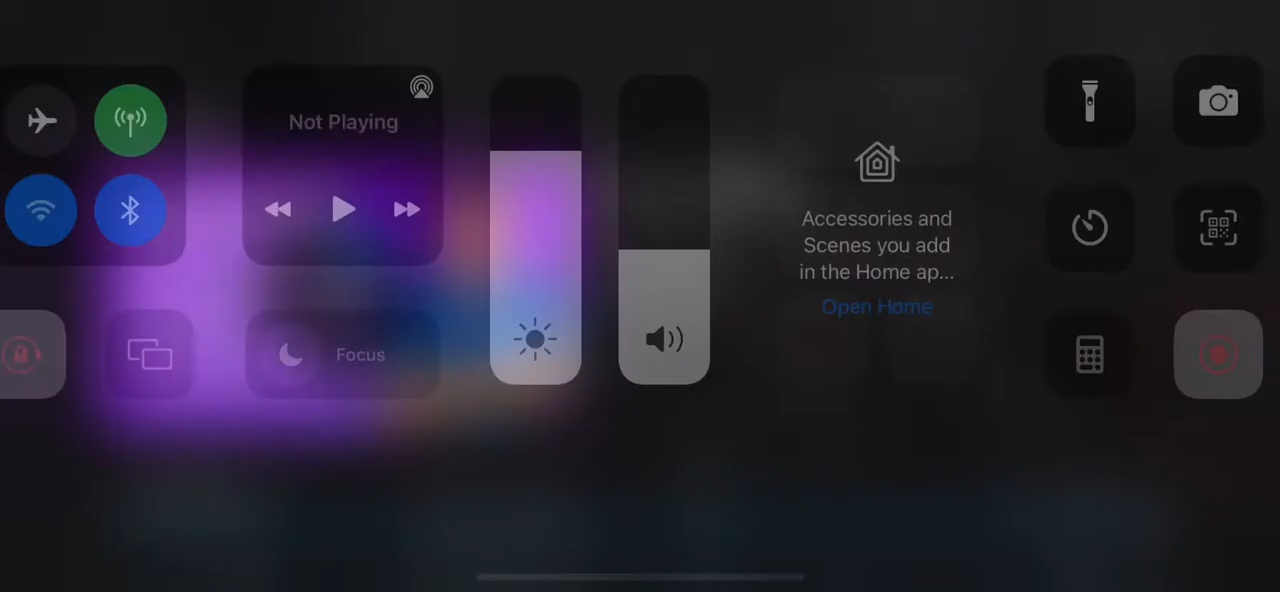 Not Playing
Focus
Accessories and
Scenes you add
in the Home ap...
Open Home